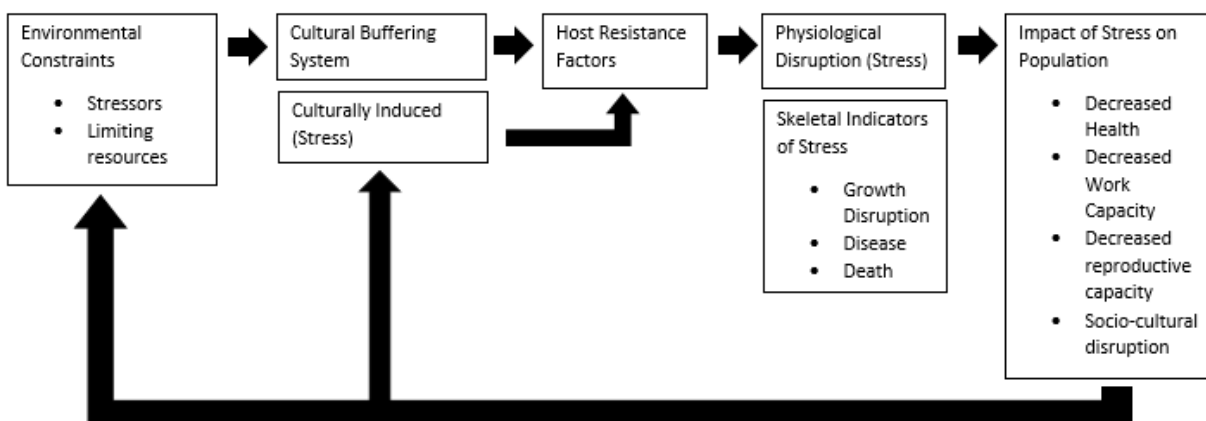 Environmental
Constraints
• Stressors
• Limiting
resources
Cultural Buffering
System
Culturally Induced
(Stress)
Host Resistance
Factors
Physiological
Disruption (Stress)
Skeletal Indicators
of Stress
• Growth
Disruption
• Disease
• Death
Impact of Stress on
Population
• Decreased
Health
• Decreased
Work
Capacity
• Decreased
reproductive
capacity
• Socio-cultural
disruption